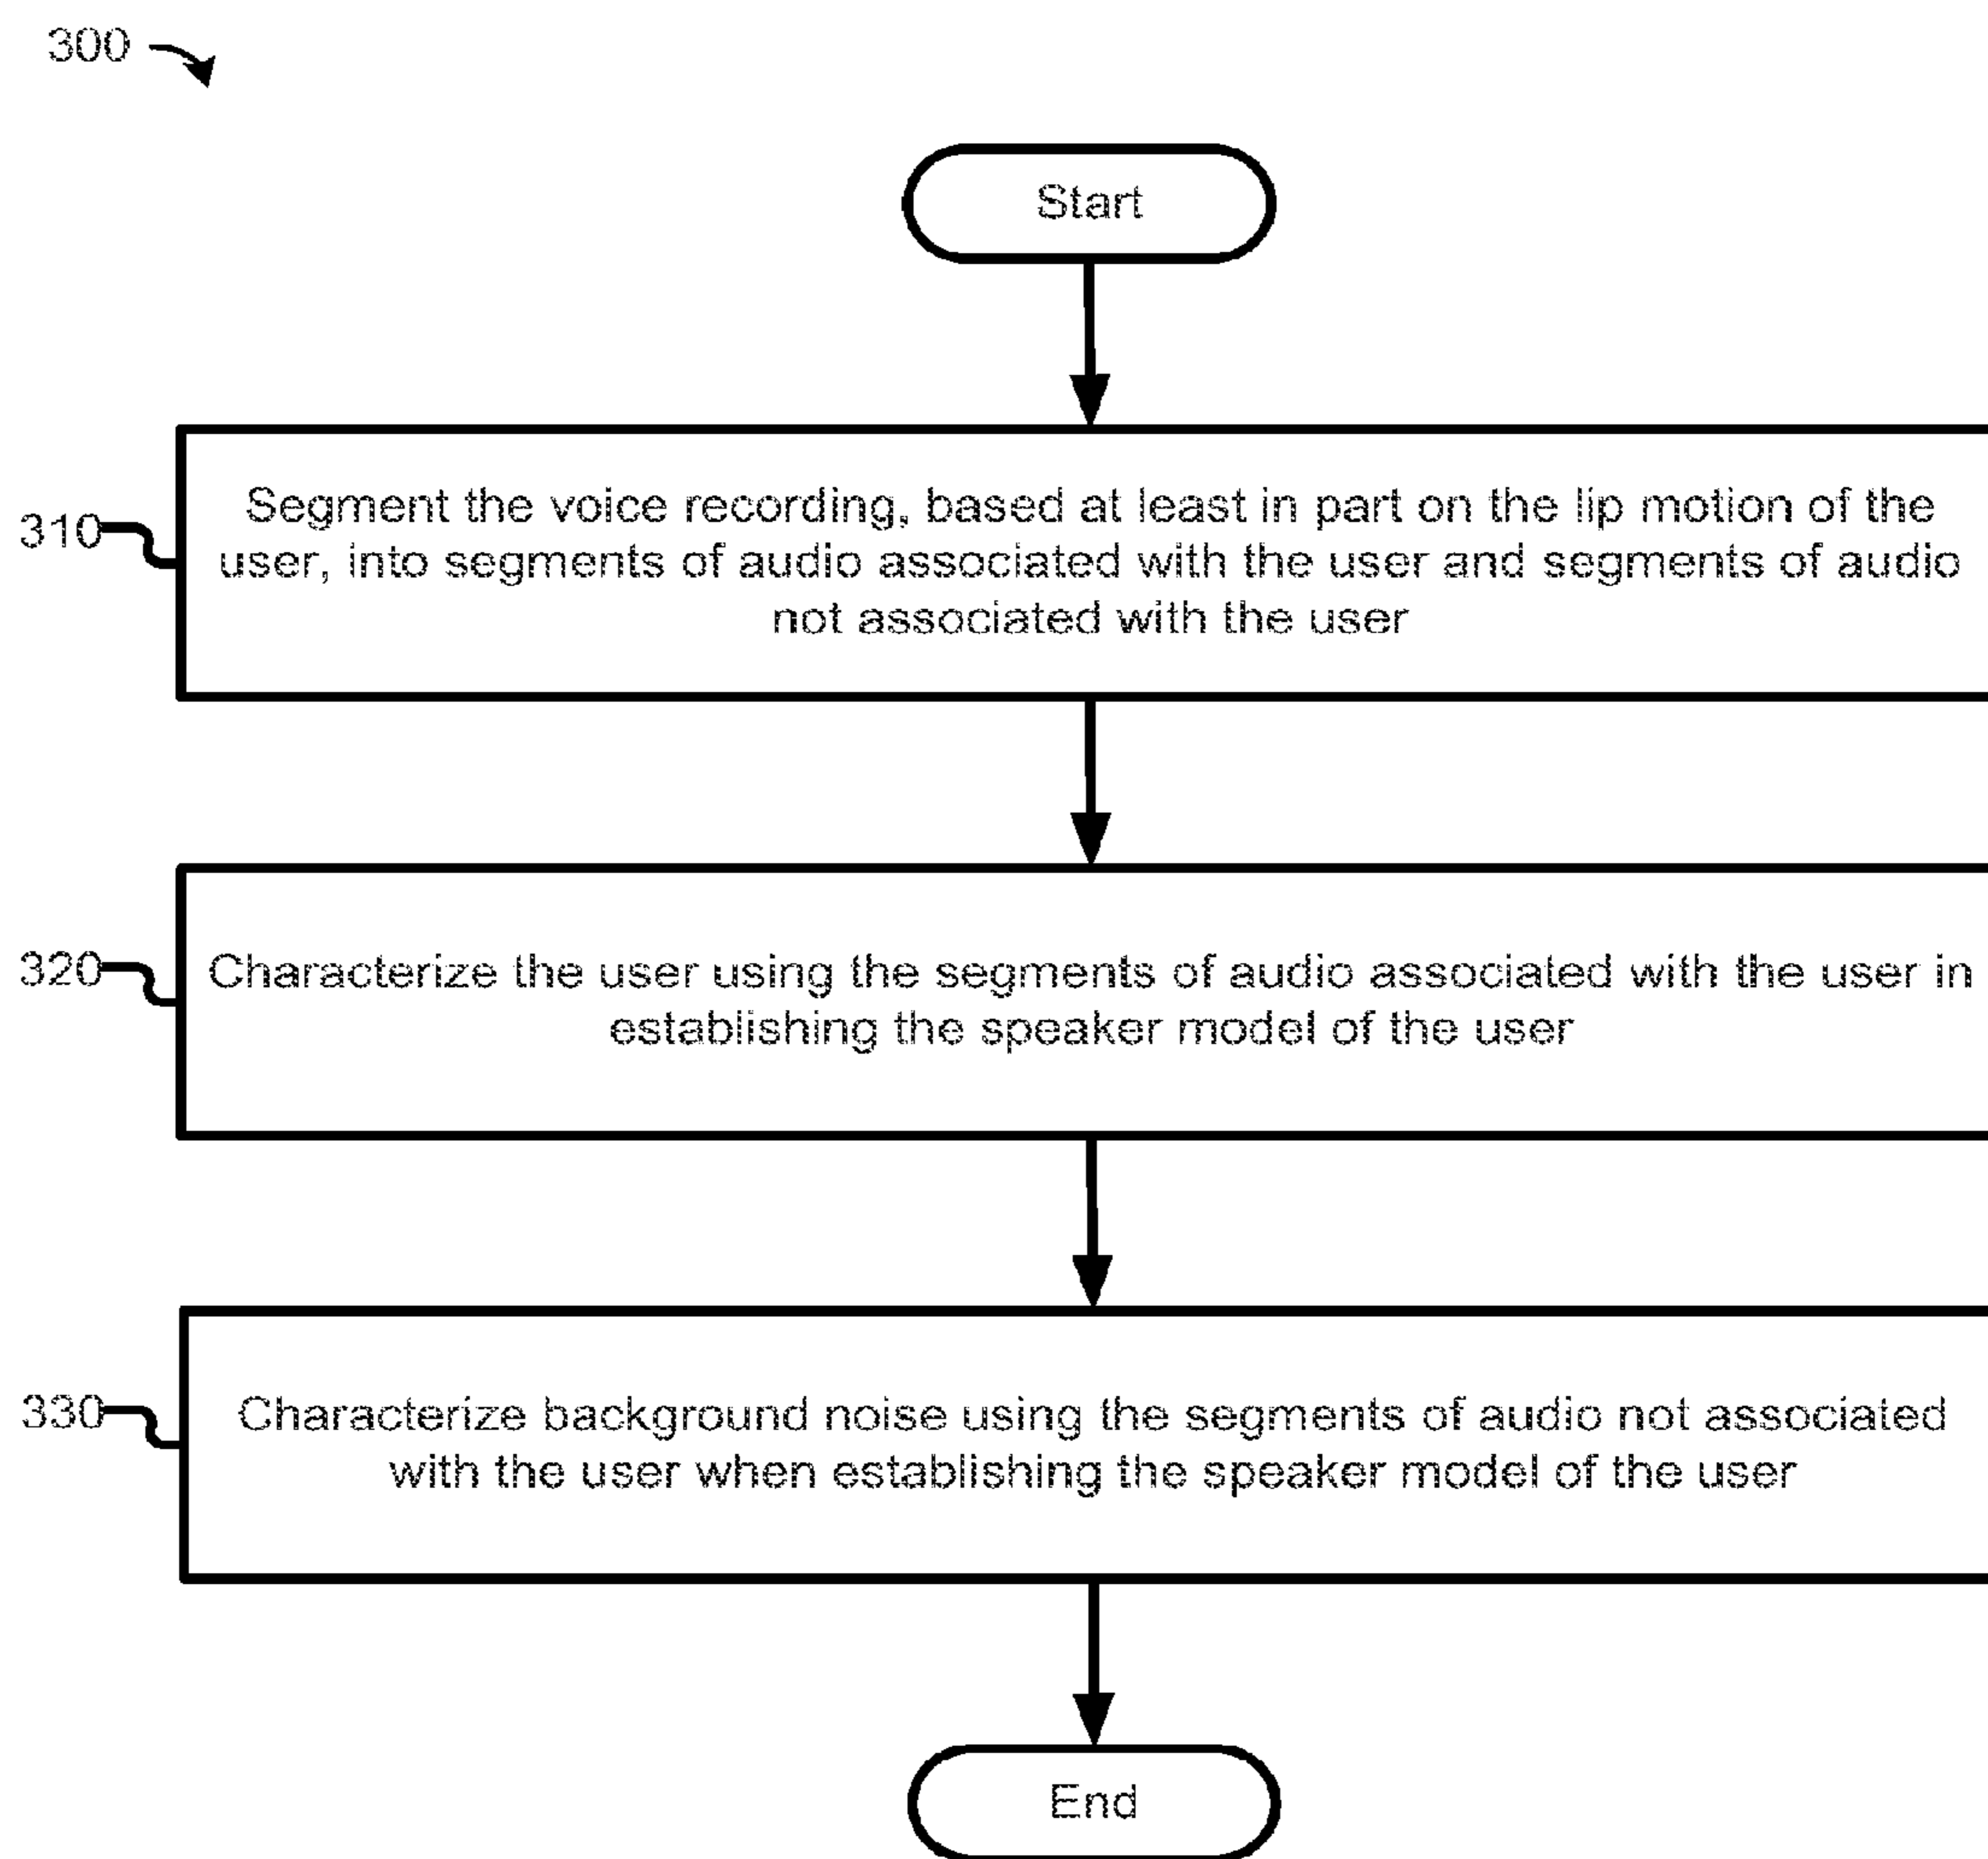 300
Start
310
Segment the voice recording, based at least in part on the lip motion of the
user, into segments of audio associated with the user and segments of audio
not associated with the user
320
Characterize the user using the segments of audio associated with the user in
establishing the speaker model of the user
330
Characterize background noise using the segments of audio not associated
with the user when establishing the speaker model of the user
End